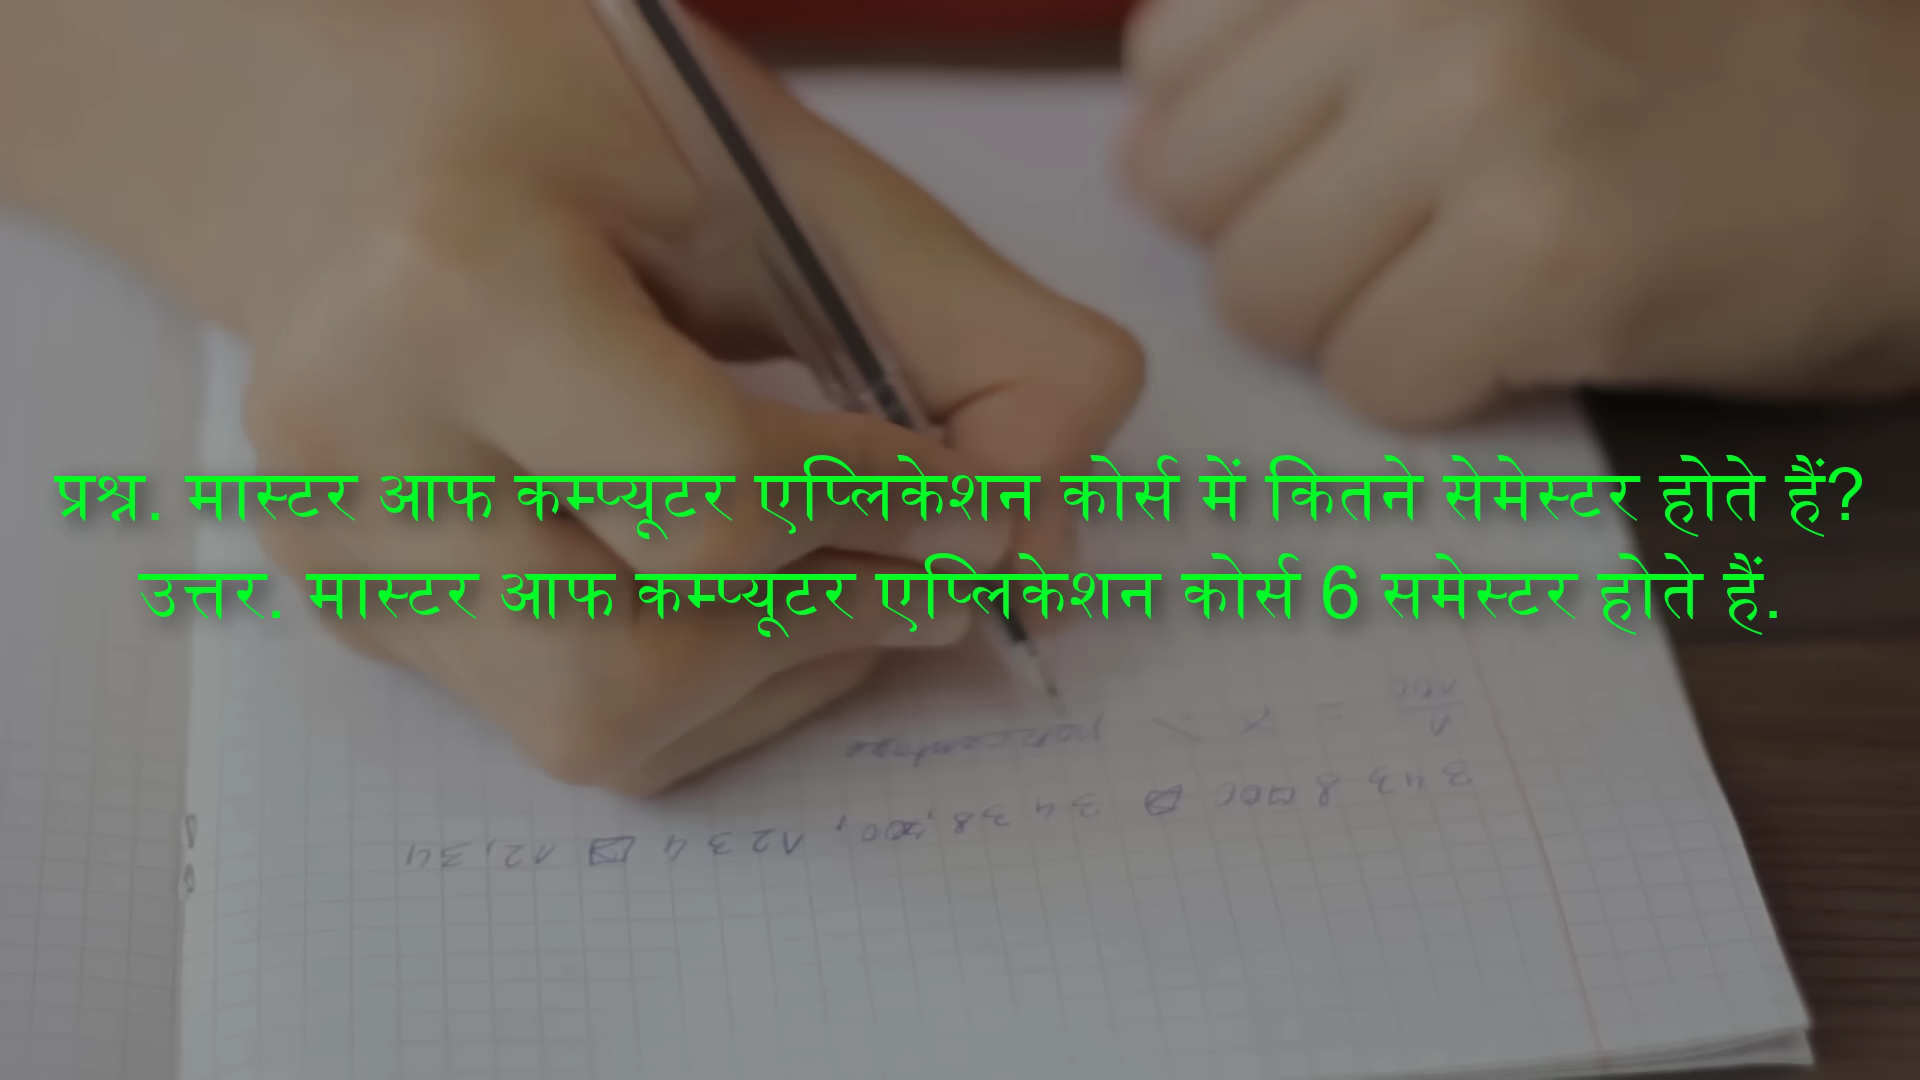 प्रश्न. मास्टर आफ कम्प्यूटर एप्लिकेशन कोर्स में कितने सेमेस्टर होते हैं?
उत्तर. मास्टर आफ कम्प्यूटर एप्लिकेशन कोर्स 6 समेस्टर होते हैं.